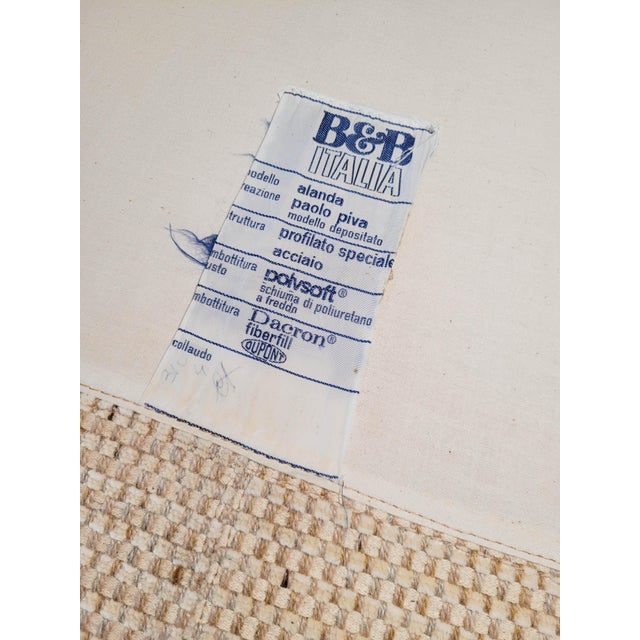 B&B
ITALIA
odello alanda
reazione paolo piva
modello depositato
truttura profilato speciale
acciaio
mbottitura polysoft®
usto schiuma di poliuretano
a freddo
mbottitura Dacron®
fiberfill
DUPONT
collaudo